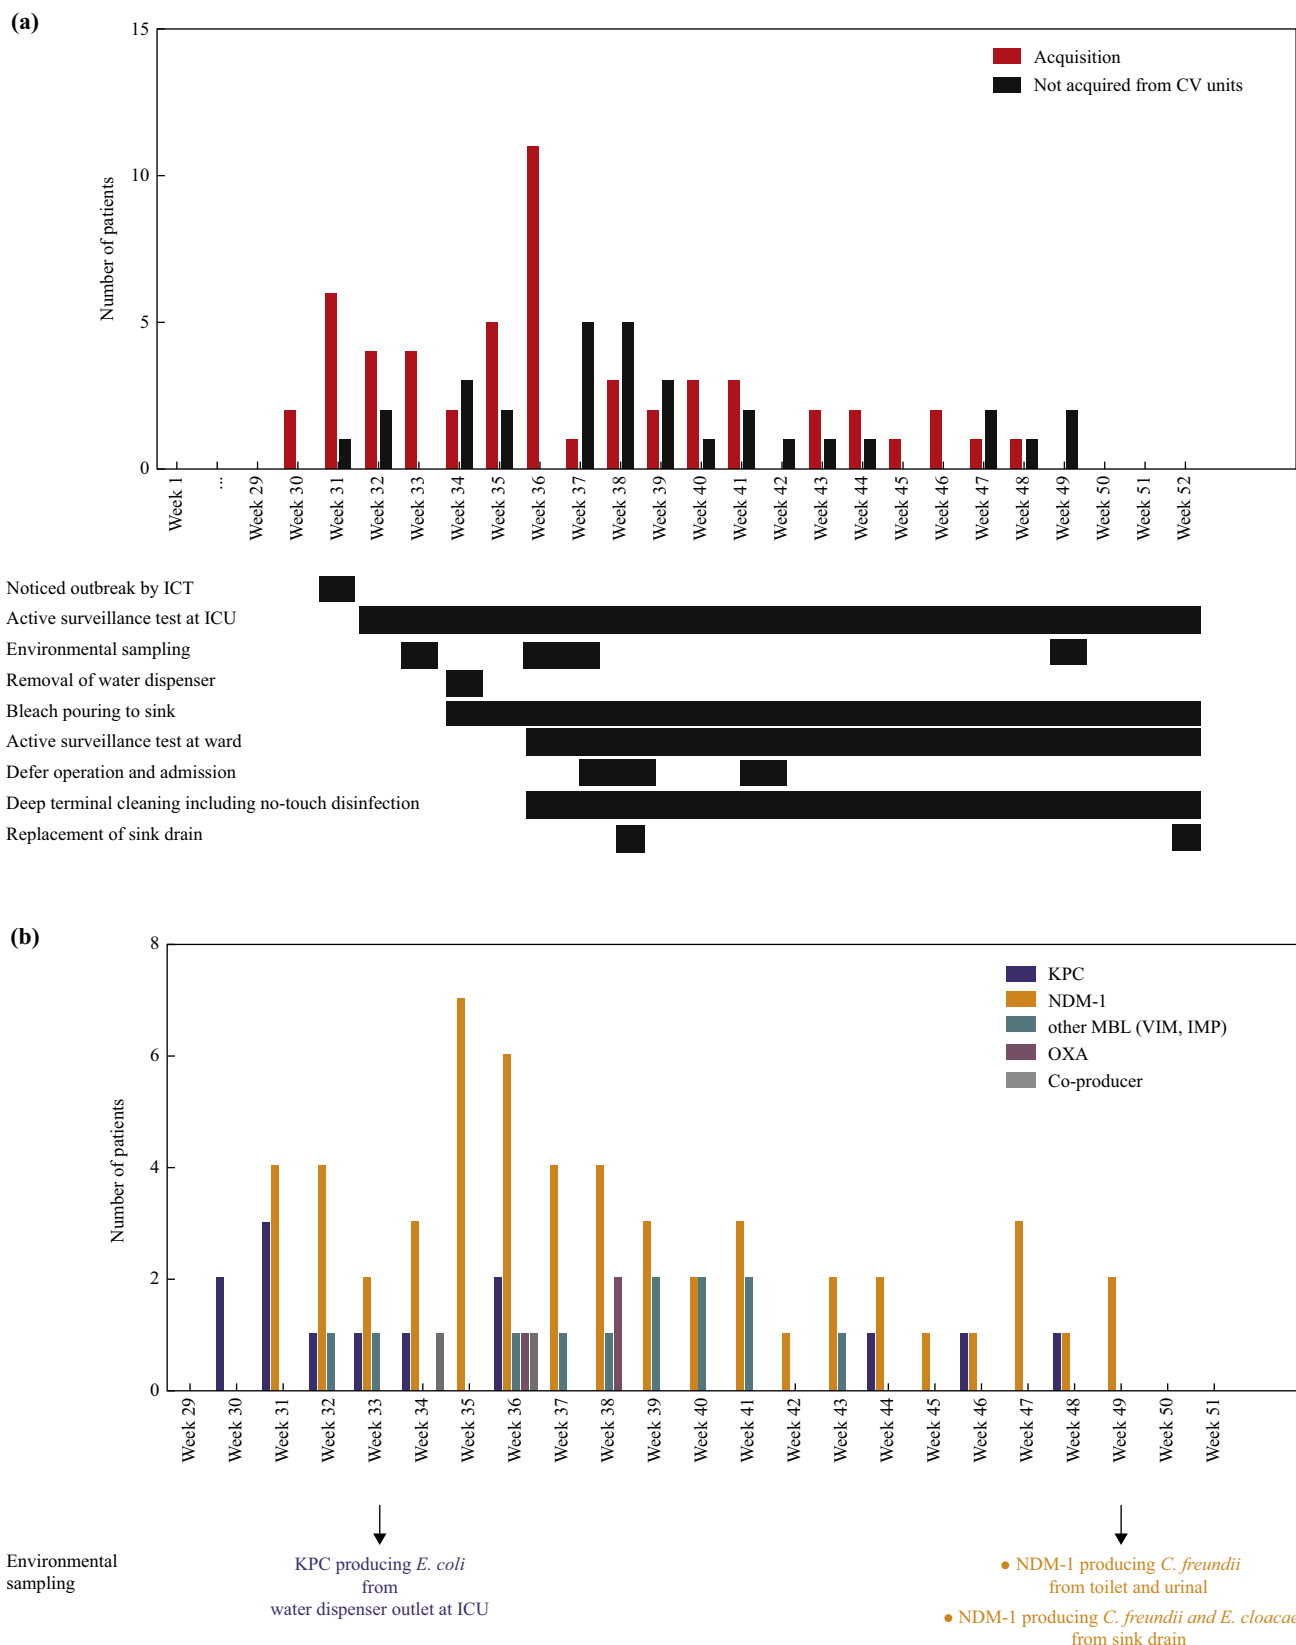 (a)
15
10
5
0
Number of patients
Acquisition
Not acquired from CV units
Week 1
...
Week 29
Week 30
Week 31
Week 32
Week 33
Week 34
Week 35
Week 36
Week 37
Week 38
Week 39
Week 40
Week 41
Week 42
Week 43
Week 44
Week 45
Week 46
Week 47
Week 48
Week 49
Week 50
Week 51
Week 52
Noticed outbreak by ICT
Active surveillance test at ICU
Environmental sampling
Removal of water dispenser
Bleach pouring to sink
Active surveillance test at ward
Defer operation and admission
Deep terminal cleaning including no-touch disinfection
Replacement of sink drain
(b)
8
6
4
2
0
Number of patients
KPC
NDM-1
other MBL (VIM, IMP)
OXA
Co-producer
Week 29
Week 30
Week 31
Week 32
Week 33
Week 34
Week 35
Week 36
Week 37
Week 38
Week 39
Week 40
Week 41
Week 42
Week 43
Week 44
Week 45
Week 46
Week 47
Week 48
Week 49
Week 50
Week 51
Environmental
sampling
KPC producing E. coli
from
water dispenser outlet at ICU
● NDM-1 producing C. freundii
from toilet and urinal
● NDM-1 producing C. freundii and E. cloacae
from sink drain